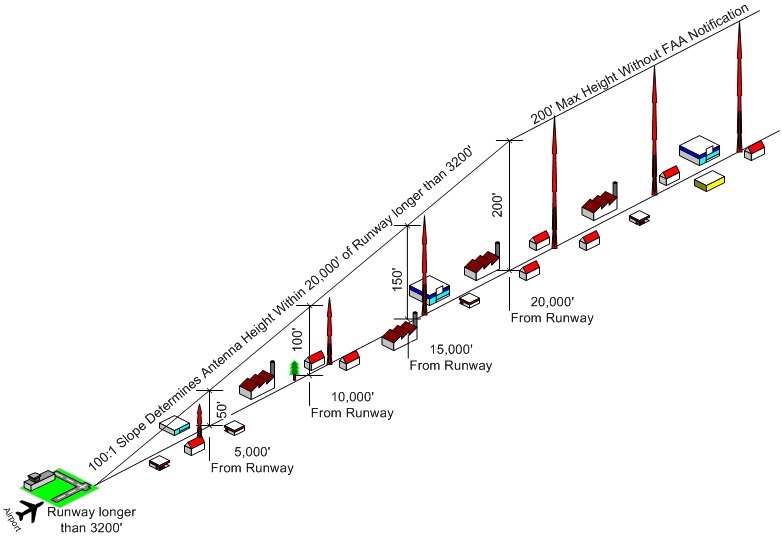 200' Max Height Without FAA Notification
100:1 Slope Determines Antenna Height Within 20,000' of Runway longer than 3200'
200'
150'
100'
50'
20,000'
From Runway
15,000'
From Runway
10,000'
From Runway
5,000'
From Runway
Airport
Runway longer
than 3200'